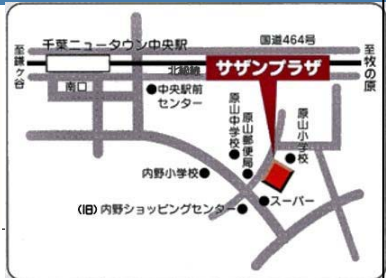 国道464号
千葉ニュータウン中央駅
至鎌ヶ谷
北総線
サザンプラザ
至牧の原
南口
●中央駅前
センター
原山中学校
原山郵便局
原山小学校
内野小学校●
●スーパー
(旧)内野ショッピングセンター●